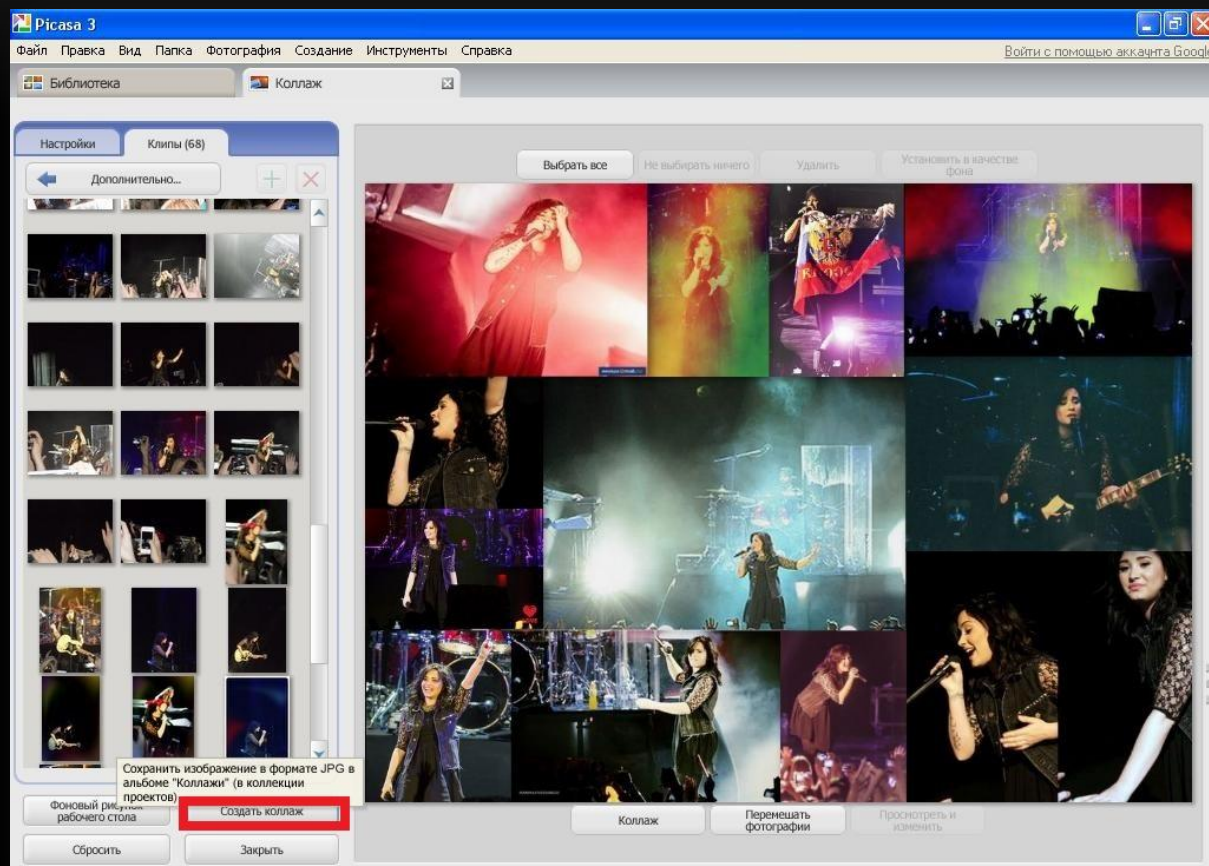 Picasa 3
Файл Правка Вид Папка Фотография Создание Инструменты Справка
Войти с помощью аккаунта Google
Библиотека
Коллаж
Настройки
Клипы (68)
Дополнительно...
Выбрать все
Не выбирать ничего
Удалить
Установить в качестве
фона
Сохранить изображение в формате JPG в
альбоме "Коллажи" (в коллекции
проектов)
Фоновый рисунок
рабочего стола
Создать коллаж
Сбросить
Закрыть
Коллаж
Перемешать
фотографии
Просмотреть и
изменить